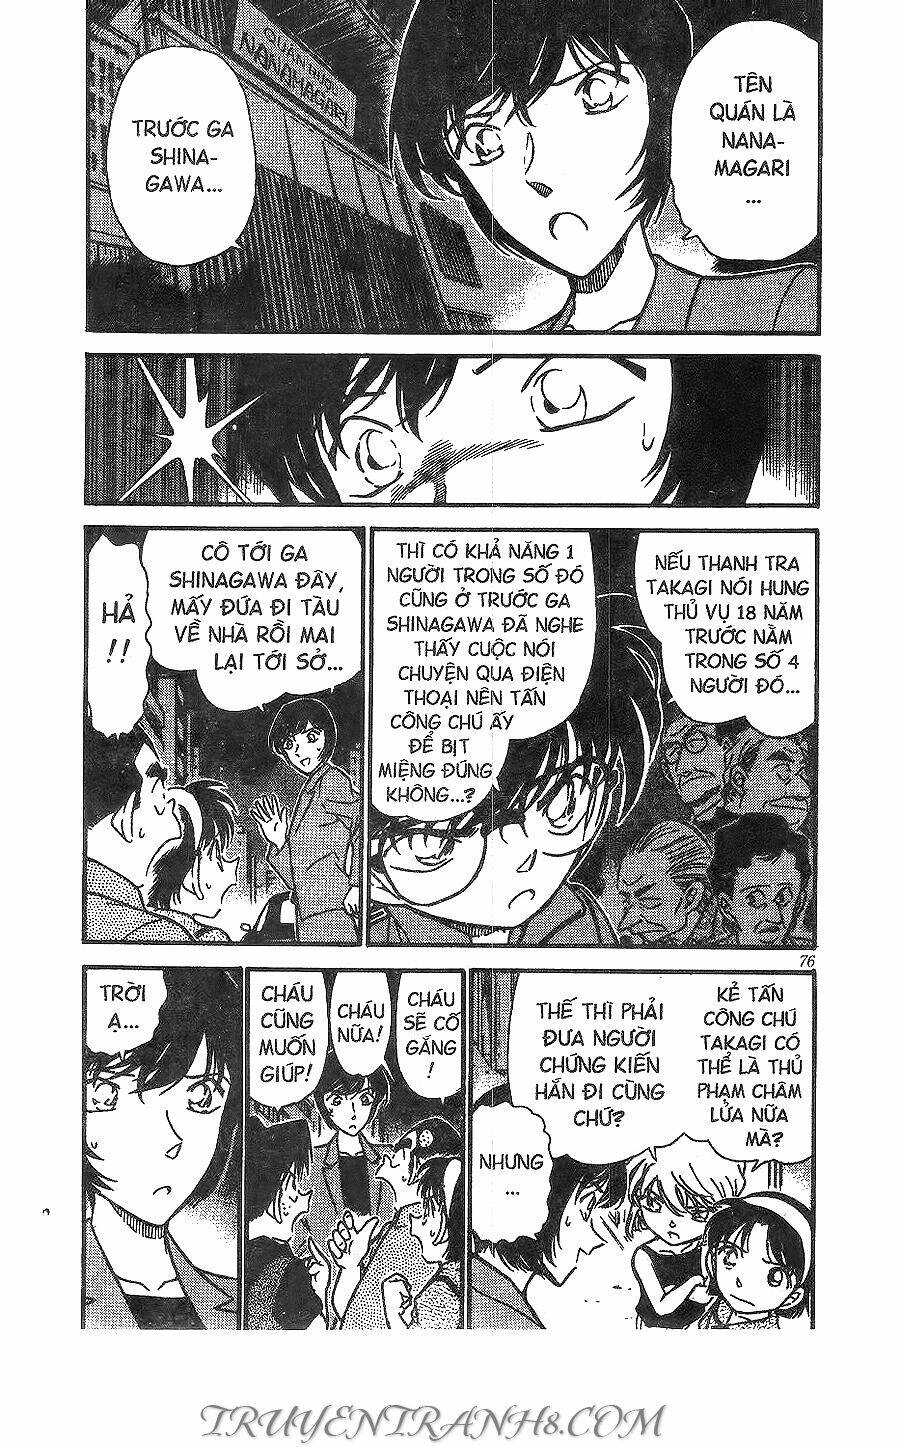 TÊN
QUÁN LÀ
NANA-
MAGARI
...
NANAMAGARI
TRƯỚC GA
SHINA-
GAWA...
NẾU THANH TRA
TAKAGI NÓI HUNG
THỦ VỤ 18 NĂM
TRƯỚC NẰM
TRONG SỐ 4
NGƯỜI ĐÓ...
THÌ CÓ KHẢ NĂNG 1
NGƯỜI TRONG SỐ ĐÓ
CŨNG Ở TRƯỚC GA
SHINAGAWA ĐÃ NGHE
THẤY CUỘC NÓI
CHUYỆN QUA ĐIỆN
THOẠI NÊN TẤN
CÔNG CHÚ ẤY
ĐỂ BỊT
MIỆNG ĐÚNG
KHÔNG...?
CÔ TỚI GA
SHINAGAWA ĐÂY,
MẤY ĐỨA ĐI TÀU
VỀ NHÀ RỒI MAI
LẠI TỚI SỞ...
HẢ
!!
76
KẺ TẤN
CÔNG CHÚ
TAKAGI CÓ
THỂ LÀ THỦ
PHẠM CHÂM
LỬA NỮA
MÀ?
THẾ THÌ PHẢI
ĐƯA NGƯỜI
CHỨNG KIẾN
HẮN ĐI CÙNG
CHỨ?
NHƯNG
...
CHÁU
SẼ CỐ
GẮNG
!
CHÁU
NỮA!
CHÁU
CŨNG
MUỐN
GIÚP!
TRỜI
Ạ...
TRUYENTRANH8.COM